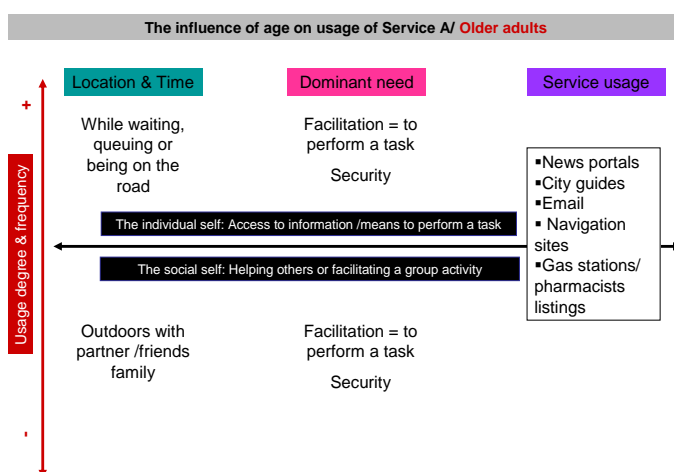 The influence of age on usage of Service A/ Older adults
Location & Time
Dominant need
Service usage
+
While waiting,
queuing or
being on the
road
Facilitation = to
perform a task
Security
▪News portals
▪City guides
▪Email
▪ Navigation
sites
▪Gas stations/
pharmacists
listings
Usage degree & frequency
The individual self: Access to information /means to perform a task
The social self: Helping others or facilitating a group activity
Outdoors with
partner /friends
family
Facilitation = to
perform a task
Security
-